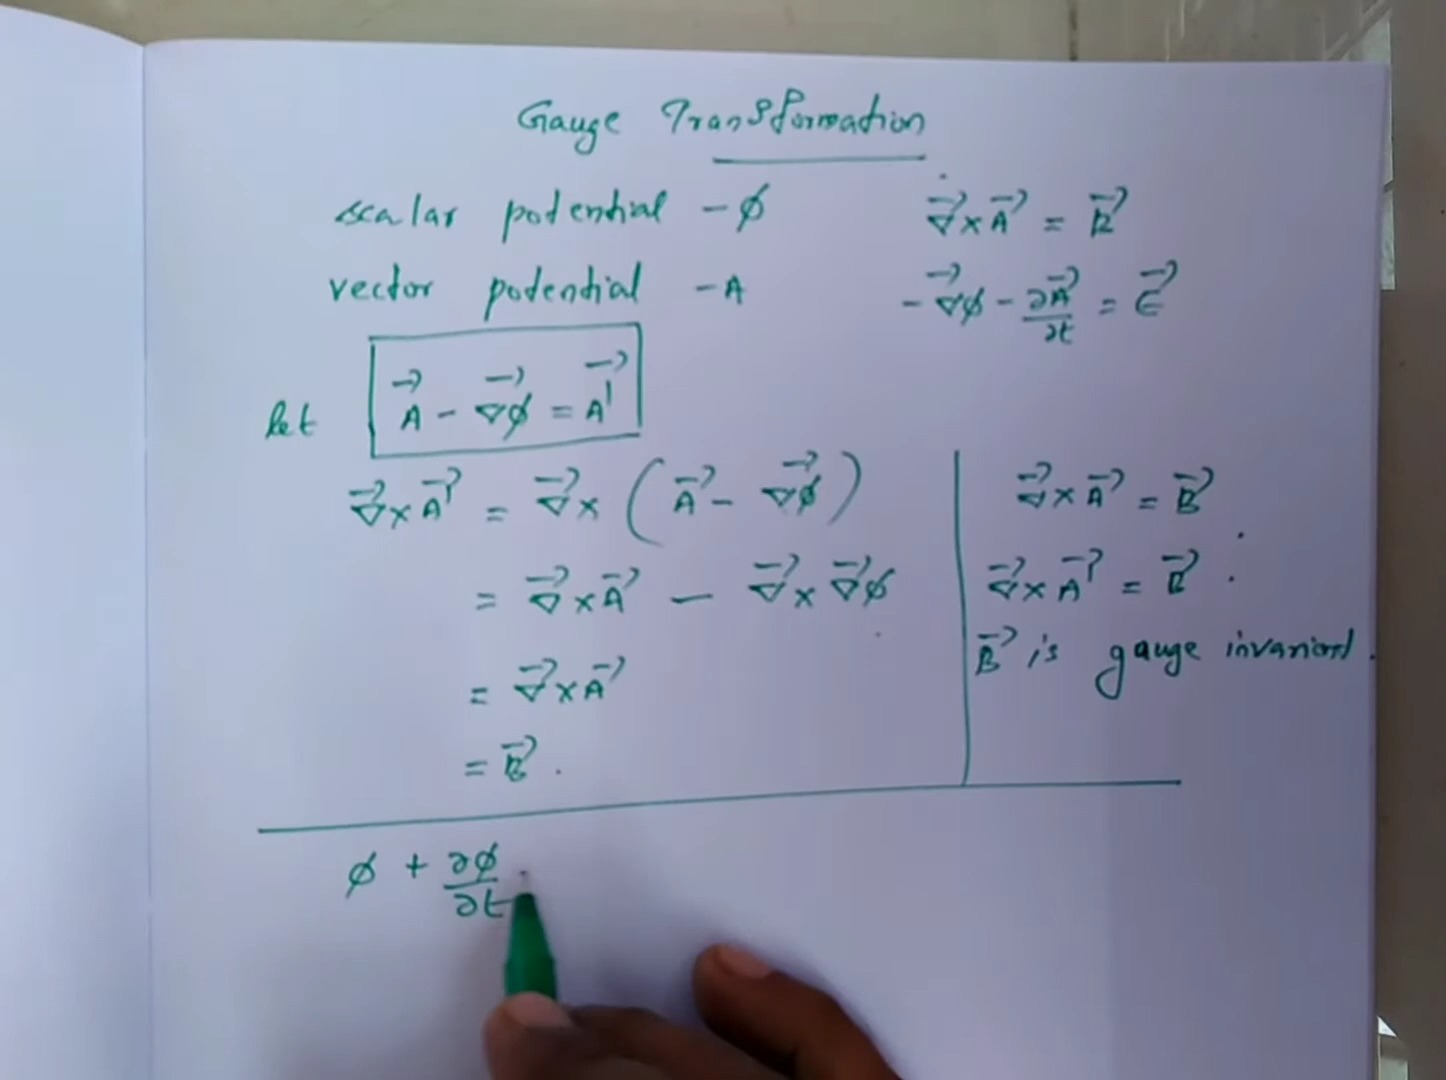 Gauge Transformation
scalar potential - ϕ
∇⃗ × A⃗ = B⃗
vector potential - A
-∇⃗ϕ - ∂A⃗/∂t = E⃗
let A⃗ - ∇⃗ϕ = A⃗'
∇⃗ × A⃗' = ∇⃗ × (A⃗ - ∇⃗ϕ)
= ∇⃗ × A⃗ - ∇⃗ × ∇⃗ϕ
= ∇⃗ × A⃗
= B⃗.
∇⃗ × A⃗ = B⃗
∇⃗ × A⃗' = B⃗.
B⃗ is gauge invariant.
ϕ + ∂ϕ/∂t